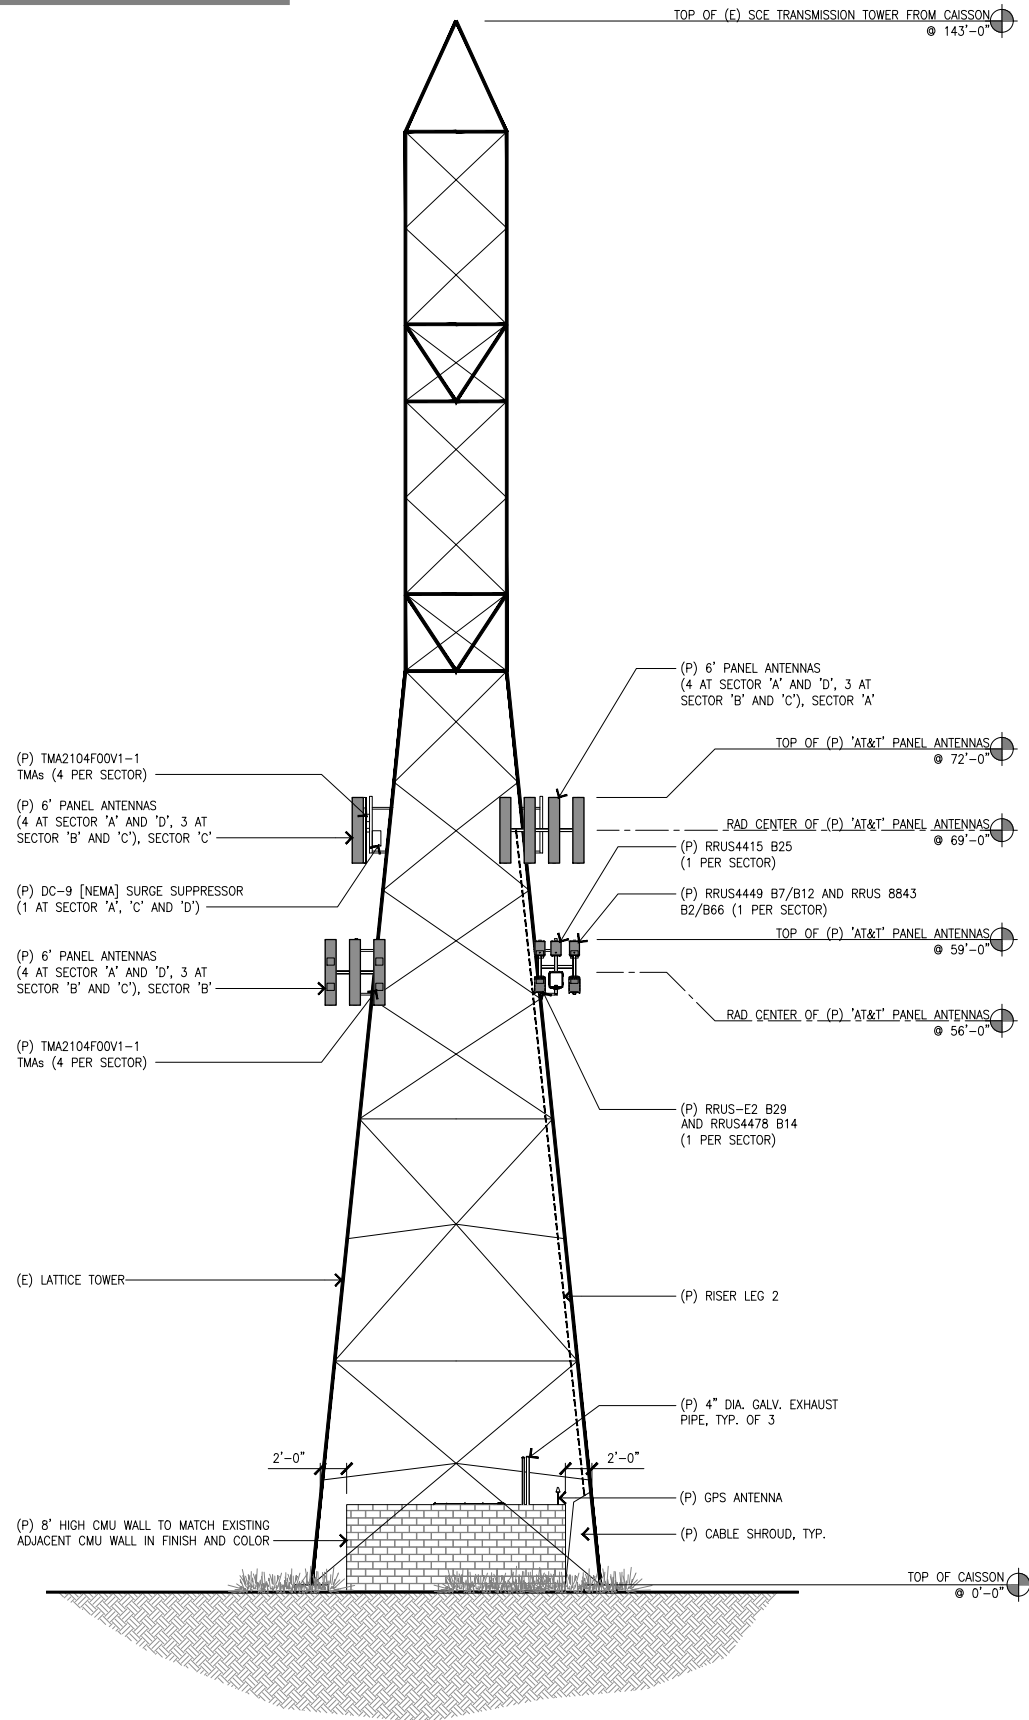 TOP OF (E) SCE TRANSMISSION TOWER FROM CAISSON
@ 143'-0"
(P) 6' PANEL ANTENNAS
(4 AT SECTOR 'A' AND 'D', 3 AT
SECTOR 'B' AND 'C'), SECTOR 'A'
TOP OF (P) 'AT&T' PANEL ANTENNAS
@ 72'-0"
(P) TMA2104F00V1-1
TMAs (4 PER SECTOR)
(P) 6' PANEL ANTENNAS
(4 AT SECTOR 'A' AND 'D', 3 AT
SECTOR 'B' AND 'C'), SECTOR 'C'
RAD CENTER OF (P) 'AT&T' PANEL ANTENNAS
@ 69'-0"
(P) RRUS4415 B25
(1 PER SECTOR)
(P) DC-9 [NEMA] SURGE SUPPRESSOR
(1 AT SECTOR 'A', 'C' AND 'D')
(P) RRUS4449 B7/B12 AND RRUS 8843
B2/B66 (1 PER SECTOR)
TOP OF (P) 'AT&T' PANEL ANTENNAS
@ 59'-0"
(P) 6' PANEL ANTENNAS
(4 AT SECTOR 'A' AND 'D', 3 AT
SECTOR 'B' AND 'C'), SECTOR 'B'
RAD CENTER OF (P) 'AT&T' PANEL ANTENNAS
@ 56'-0"
(P) TMA2104F00V1-1
TMAs (4 PER SECTOR)
(P) RRUS-E2 B29
AND RRUS4478 B14
(1 PER SECTOR)
(E) LATTICE TOWER
(P) RISER LEG 2
(P) 4" DIA. GALV. EXHAUST
PIPE, TYP. OF 3
2'-0"
2'-0"
(P) GPS ANTENNA
(P) 8' HIGH CMU WALL TO MATCH EXISTING
ADJACENT CMU WALL IN FINISH AND COLOR
(P) CABLE SHROUD, TYP.
TOP OF CAISSON
@ 0'-0"